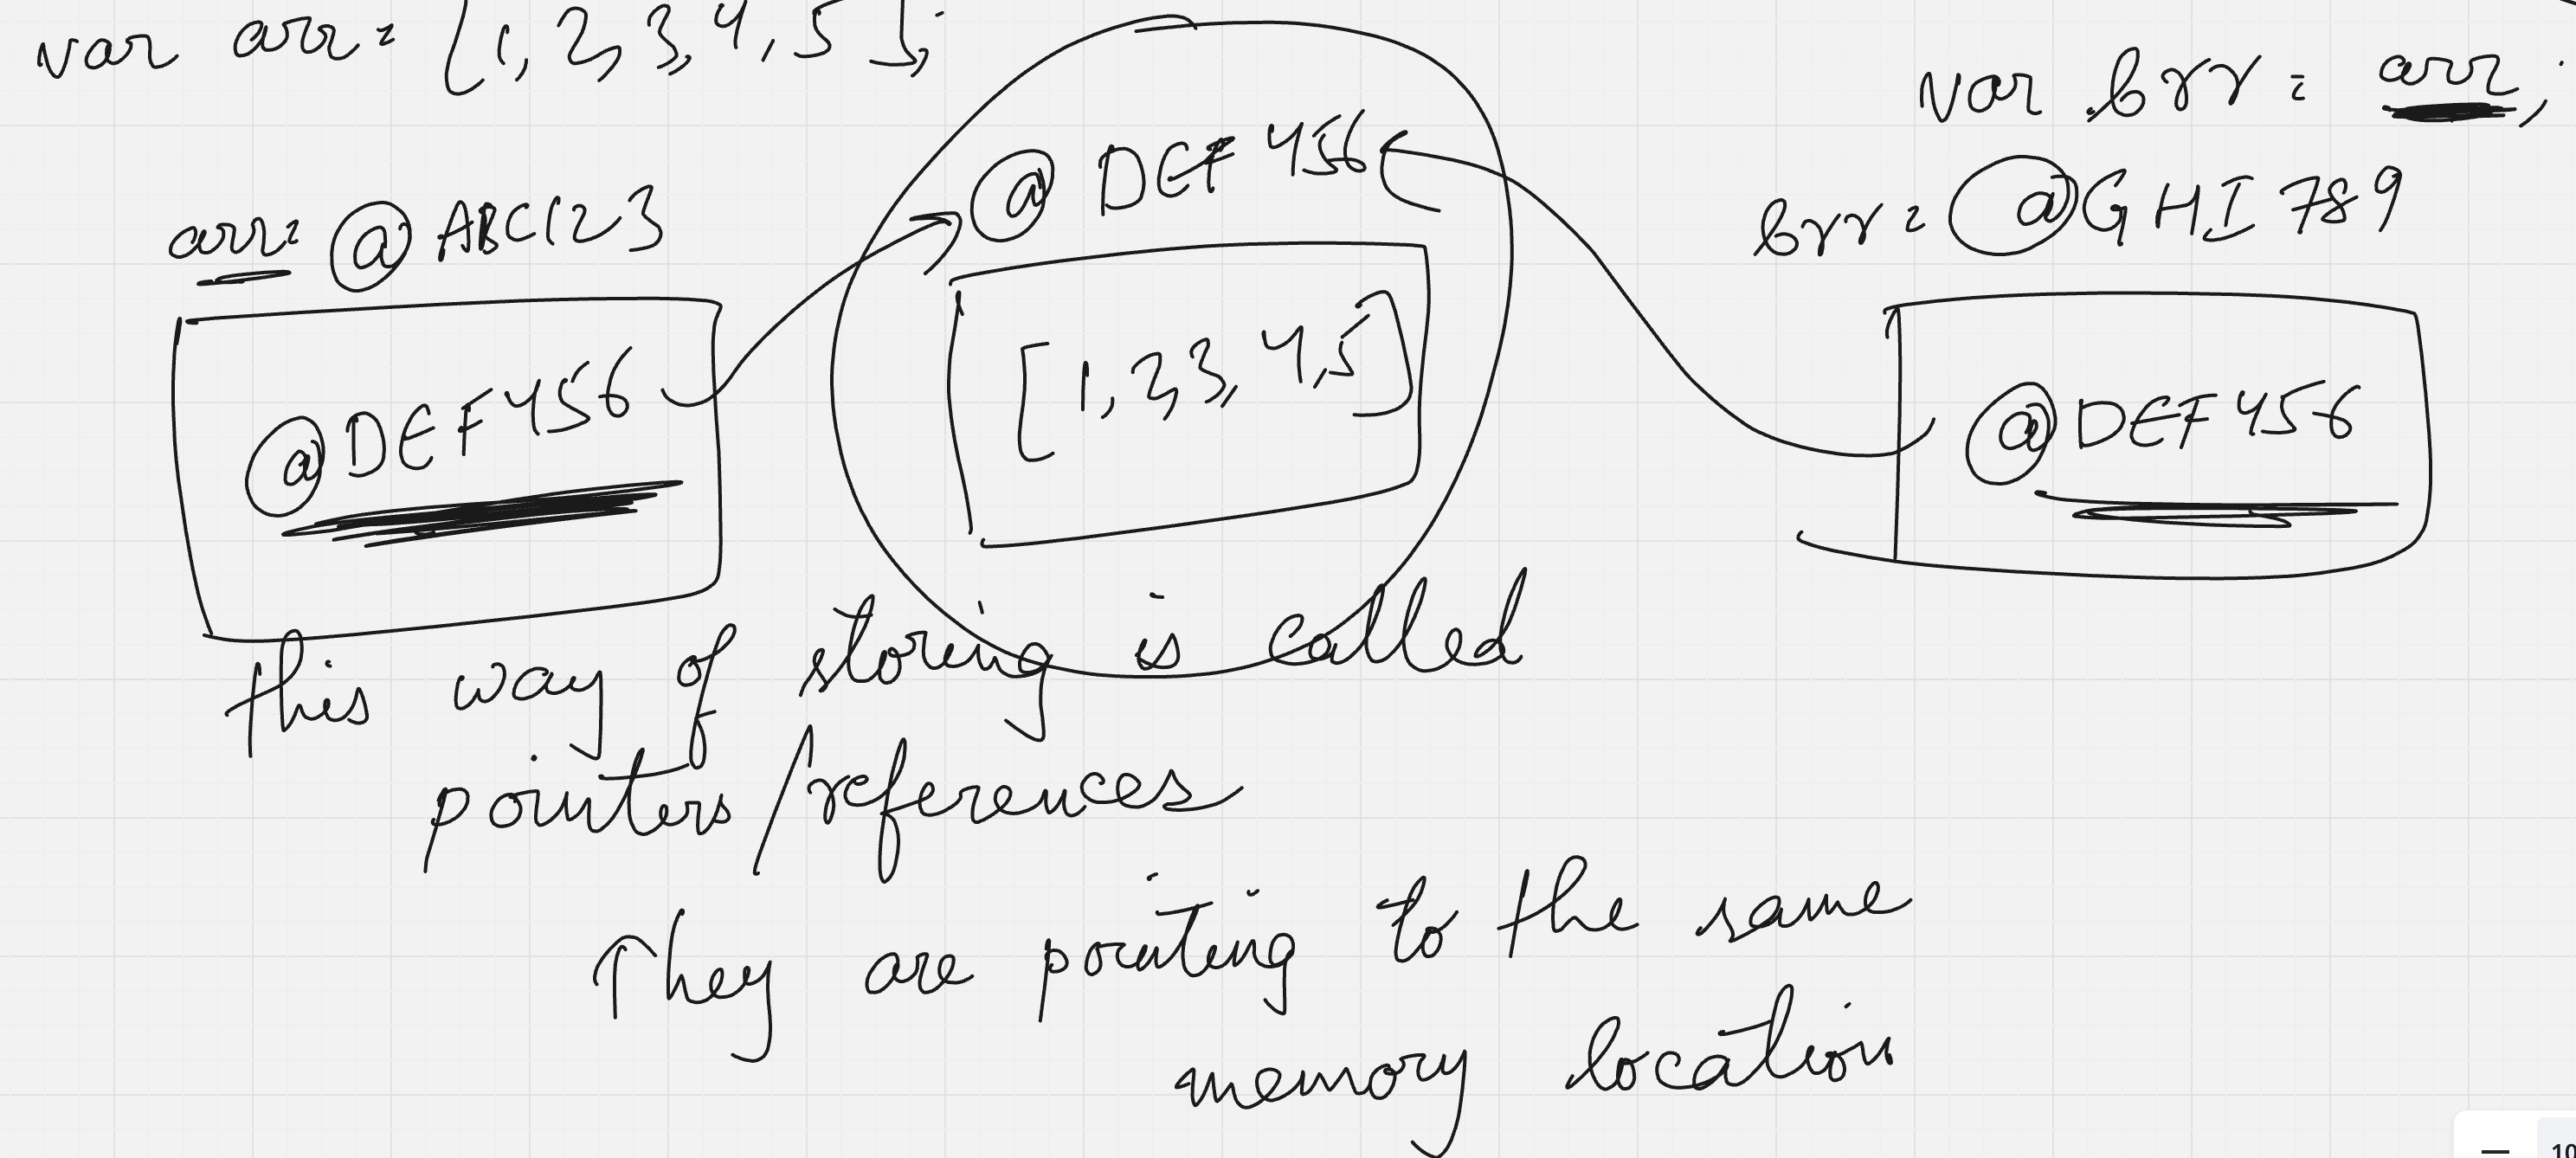 var arr = [1, 2, 3, 4, 5];
var brr = arr;
arr = @ABC123
@DEF456
brr = @GHI789
@DEF456
[1, 2, 3, 4, 5]
@DEF456
this way of storing is called
pointers/references
They are pointing to the same
memory location
10